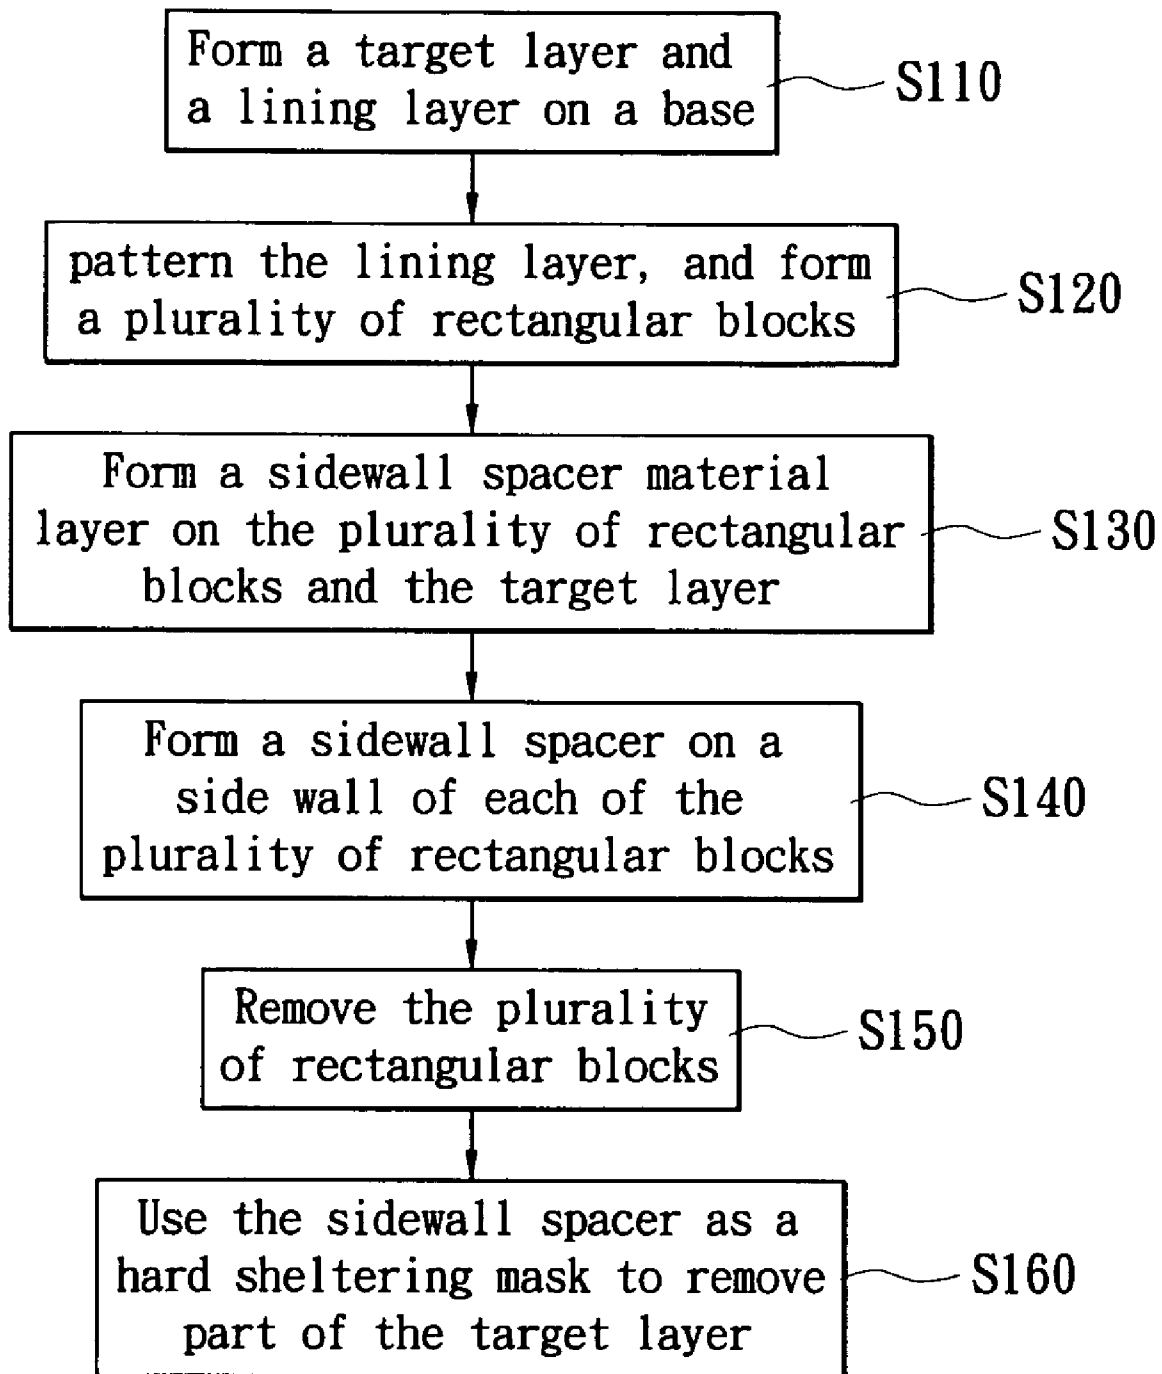 Form a target layer and
a lining layer on a base
S110
pattern the lining layer, and form
a plurality of rectangular blocks
S120
Form a sidewall spacer material
layer on the plurality of rectangular
blocks and the target layer
S130
Form a sidewall spacer on a
side wall of each of the
plurality of rectangular blocks
S140
Remove the plurality
of rectangular blocks
S150
Use the sidewall spacer as a
hard sheltering mask to remove
part of the target layer
S160